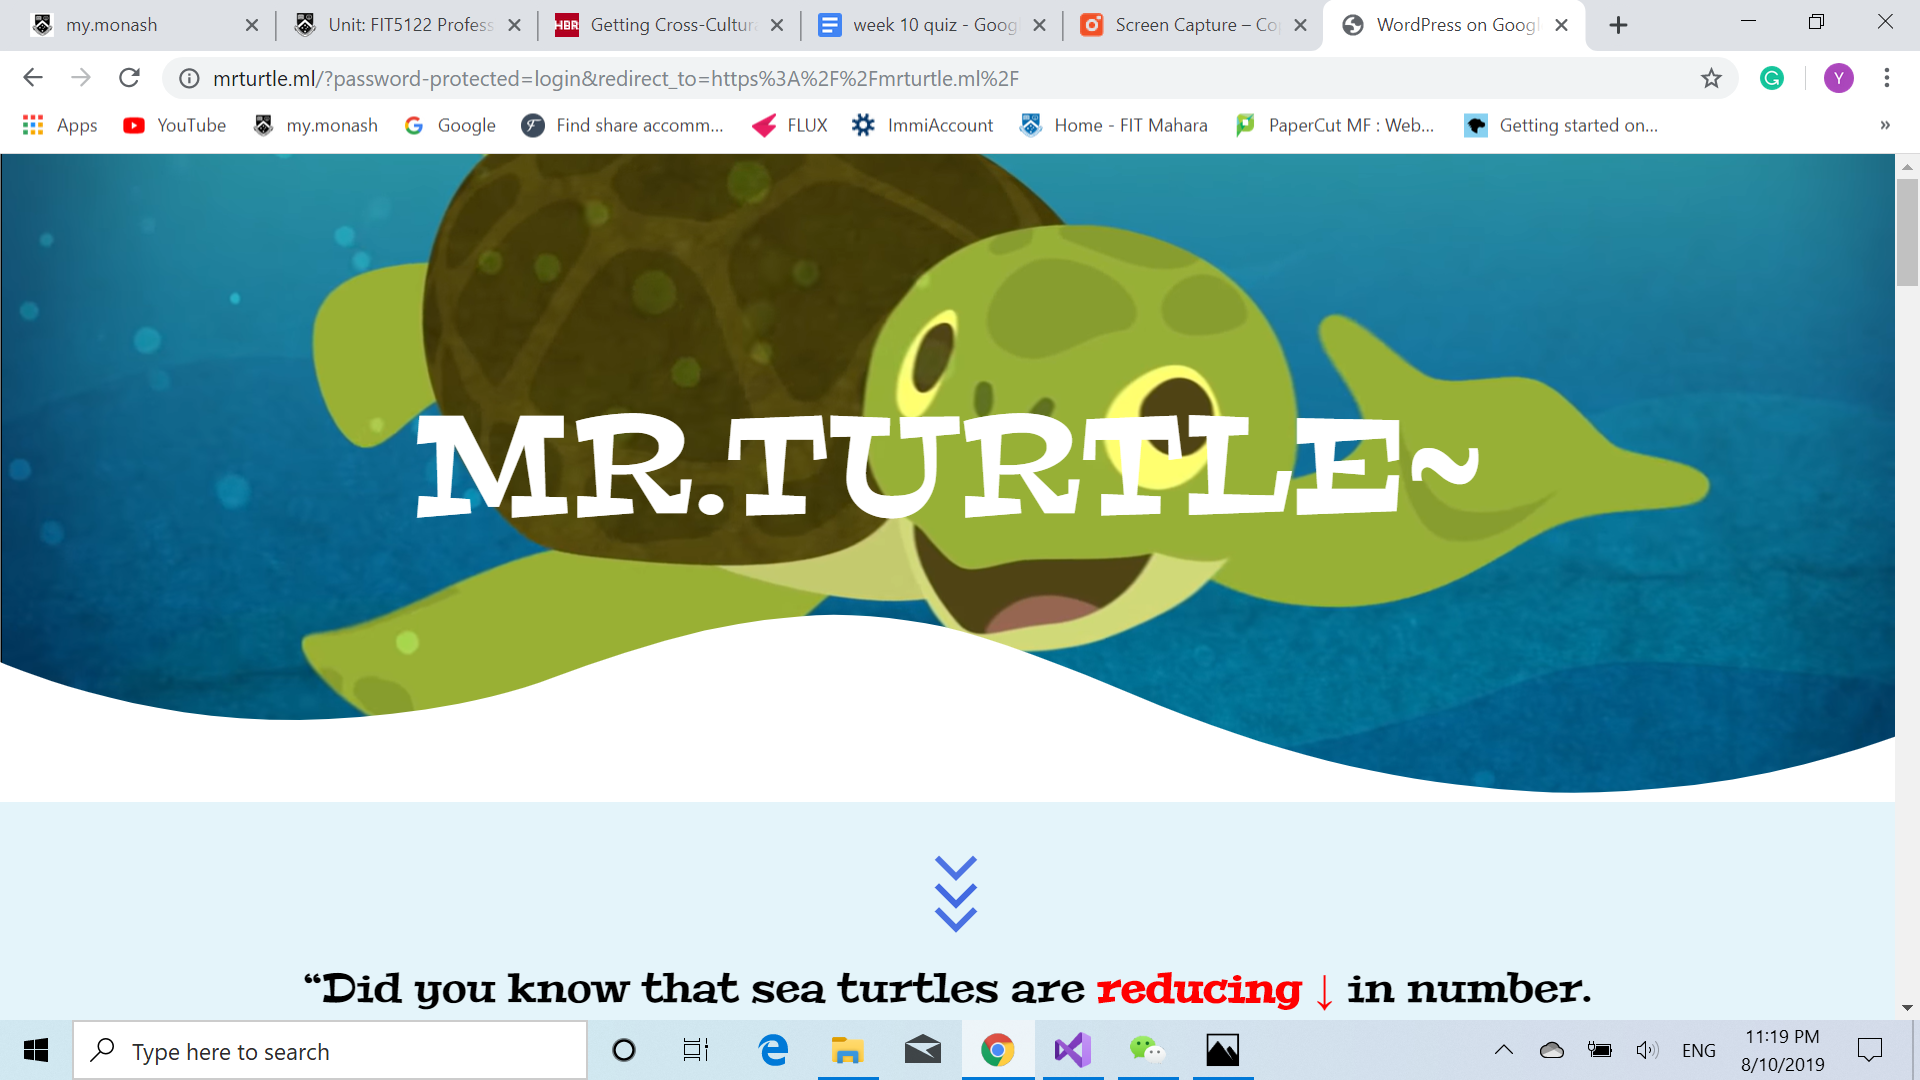 my.monash
Unit: FIT5122 Profess
HBR Getting Cross-Cultura
week 10 quiz - Goog
Screen Capture – Co
WordPress on Googl
mrturtle.ml/?password-protected=login&redirect_to=https%3A%2F%2Fmrturtle.ml%2F
Y
Apps
YouTube
my.monash
Google
Find share accomm...
FLUX
ImmiAccount
Home - FIT Mahara
PaperCut MF : Web...
Getting started on...
»
MR.TURTLE~
“Did you know that sea turtles are reducing ↓ in number.
Type here to search
ENG
11:19 PM
8/10/2019